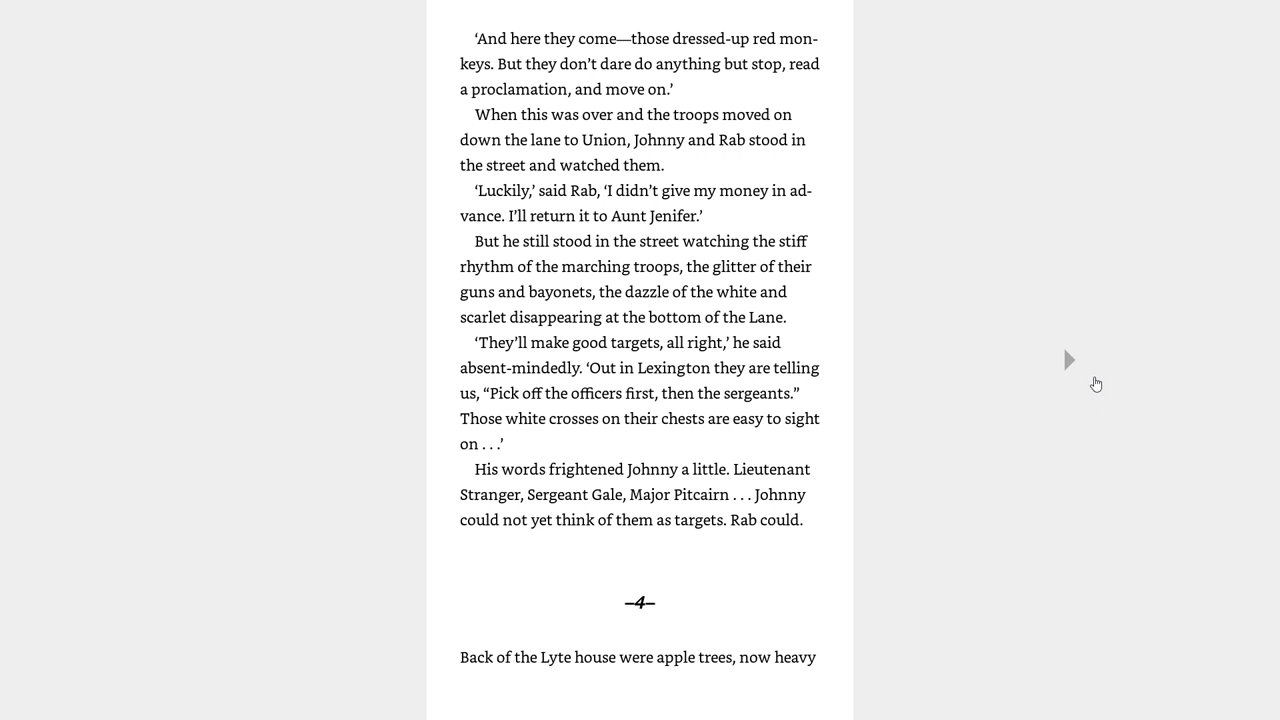 ‘And here they come—those dressed-up red mon-
keys. But they don’t dare do anything but stop, read
a proclamation, and move on.’
When this was over and the troops moved on
down the lane to Union, Johnny and Rab stood in
the street and watched them.
‘Luckily,’ said Rab, ‘I didn’t give my money in ad-
vance. I’ll return it to Aunt Jenifer.’
But he still stood in the street watching the stiff
rhythm of the marching troops, the glitter of their
guns and bayonets, the dazzle of the white and
scarlet disappearing at the bottom of the Lane.
‘They’ll make good targets, all right,’ he said
absent-mindedly. ‘Out in Lexington they are telling
us, “Pick off the officers first, then the sergeants.”
Those white crosses on their chests are easy to sight
on . . .’
His words frightened Johnny a little. Lieutenant
Stranger, Sergeant Gale, Major Pitcairn . . . Johnny
could not yet think of them as targets. Rab could.
–4–
Back of the Lyte house were apple trees, now heavy